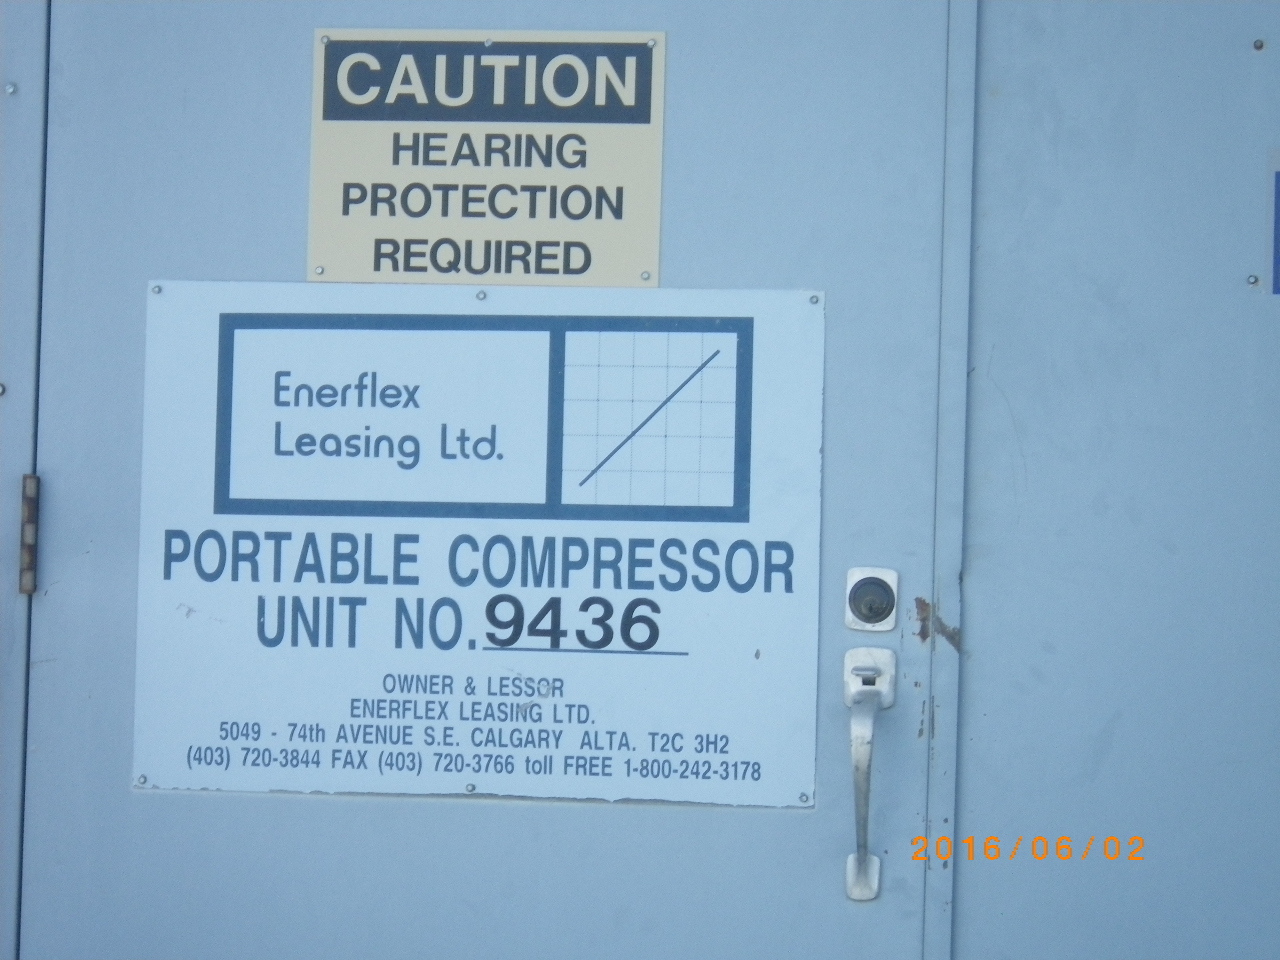 CAUTION
HEARING
PROTECTION
REQUIRED
Enerflex
Leasing Ltd.
PORTABLE COMPRESSOR
UNIT NO. 9436
OWNER & LESSOR
ENERFLEX LEASING LTD.
5049 - 74th AVENUE S.E. CALGARY ALTA. T2C 3H2
(403) 720-3844 FAX (403) 720-3766 toll FREE 1-800-242-3178
2016/06/02